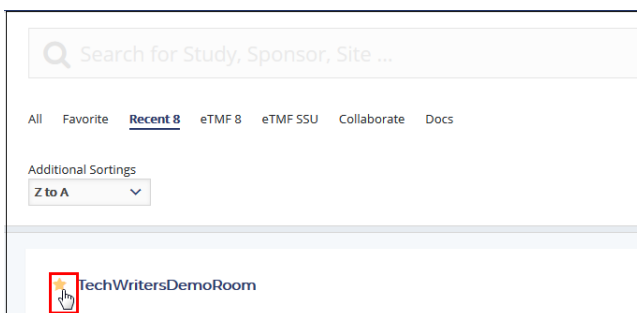 Search for Study, Sponsor, Site ...
All Favorite Recent 8 eTMF 8 eTMF SSU Collaborate Docs
Additional Sortings
Z to A
TechWritersDemoRoom